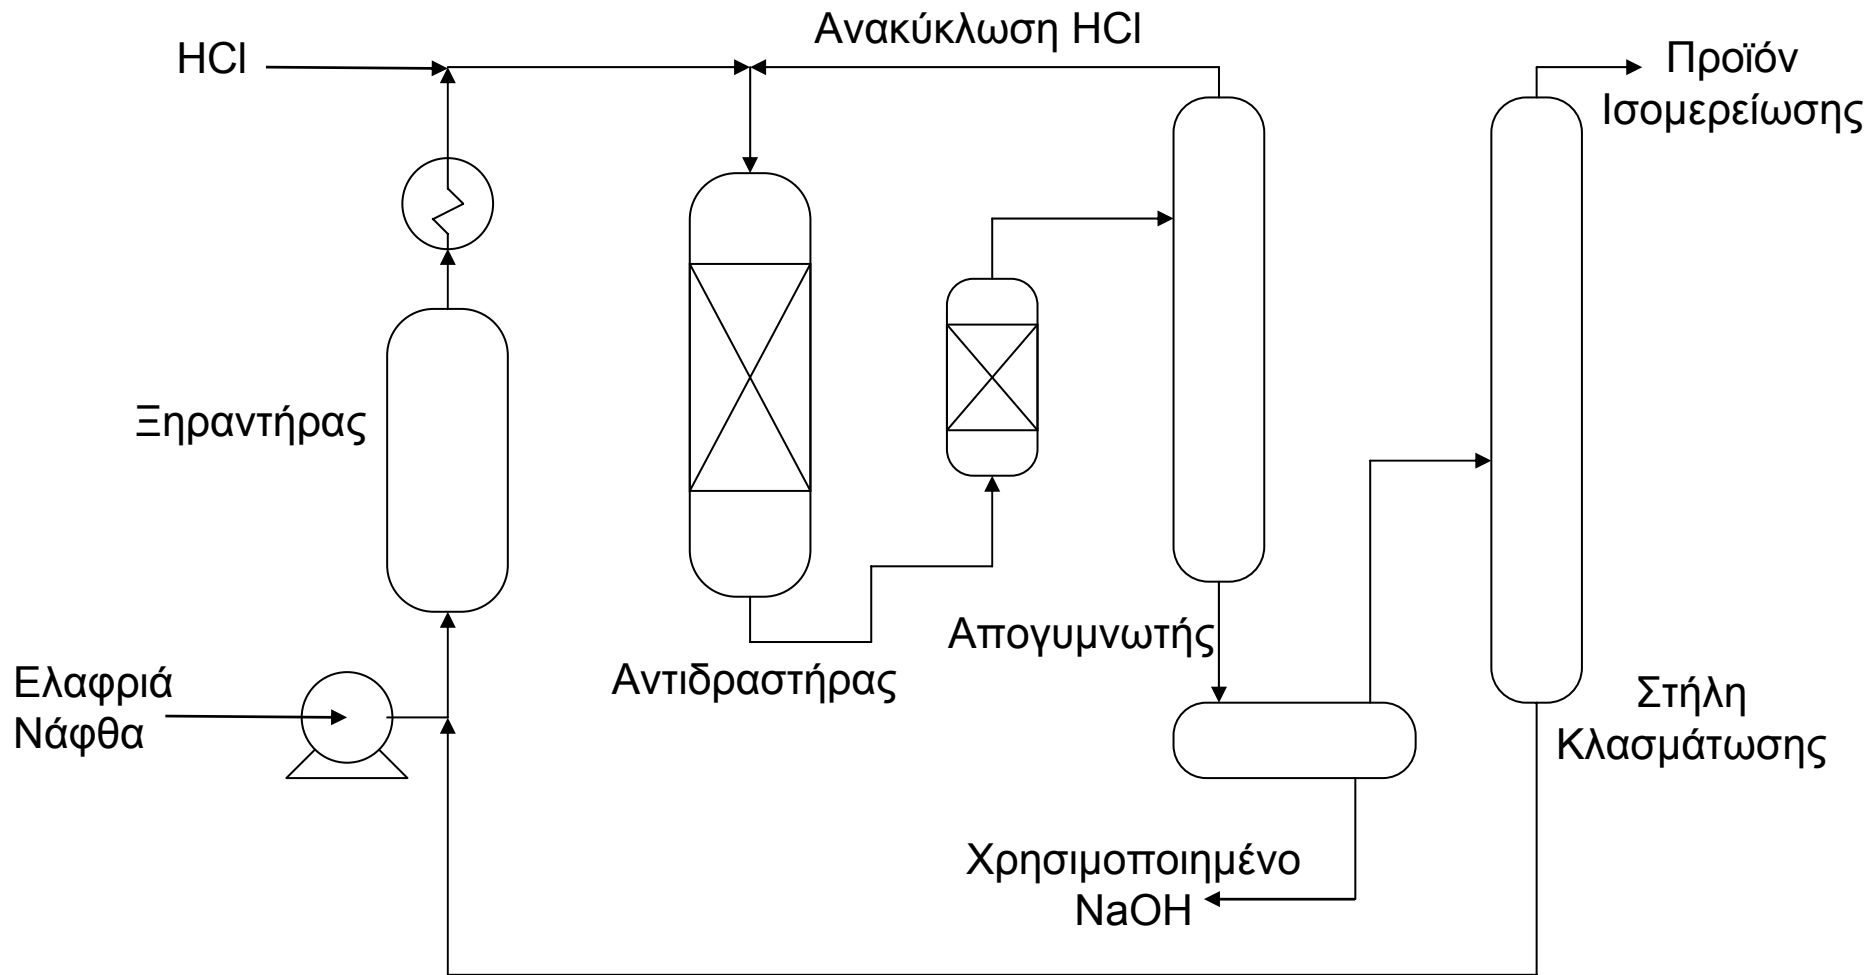 Ανακύκλωση HCl
HCl
Προϊόν
Ισομερείωσης
Ξηραντήρας
Απογυμνωτής
Αντιδραστήρας
Ελαφριά
Νάφθα
Στήλη
Κλασμάτωσης
Χρησιμοποιημένο
NaOH